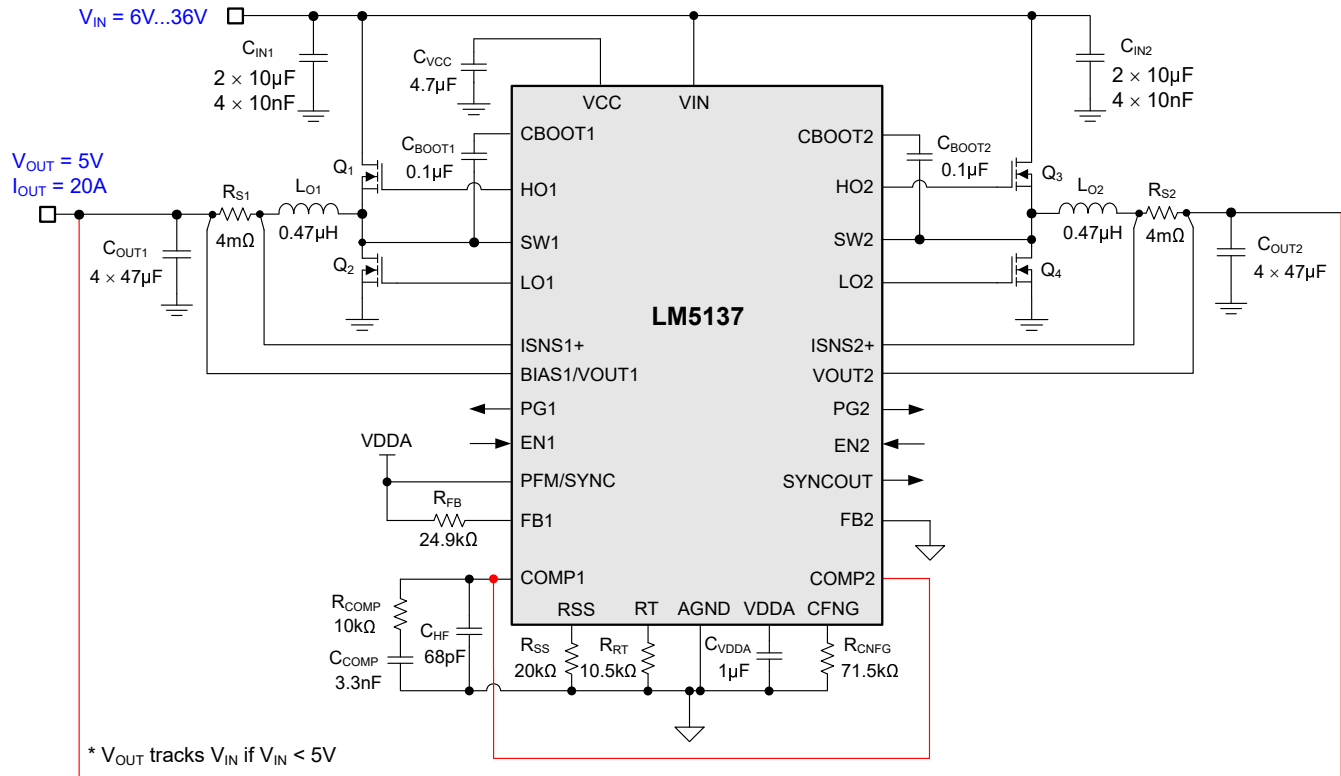 VIN = 6V...36V
CIN1
2 × 10µF
4 × 10nF
CVCC
4.7µF
CIN2
2 × 10µF
4 × 10nF
VCC
VIN
CBOOT1
CBOOT2
CBOOT1
0.1µF
CBOOT2
0.1µF
VOUT = 5V
IOUT = 20A
Q1
HO1
HO2
Q3
RS1
4mΩ
LO1
0.47µH
LO2
0.47µH
RS2
4mΩ
SW1
SW2
COUT1
4 × 47µF
Q2
LO1
LO2
Q4
COUT2
4 × 47µF
LM5137
ISNS1+
ISNS2+
BIAS1/VOUT1
VOUT2
PG1
PG2
EN1
EN2
VDDA
PFM/SYNC
SYNCOUT
RFB
24.9kΩ
FB1
FB2
COMP1
COMP2
RSS
RT
AGND
VDDA
CFNG
RCOMP
10kΩ
CHF
68pF
CCOMP
3.3nF
RSS
20kΩ
RRT
10.5kΩ
CVDDA
1µF
RCNFG
71.5kΩ
* VOUT tracks VIN if VIN < 5V